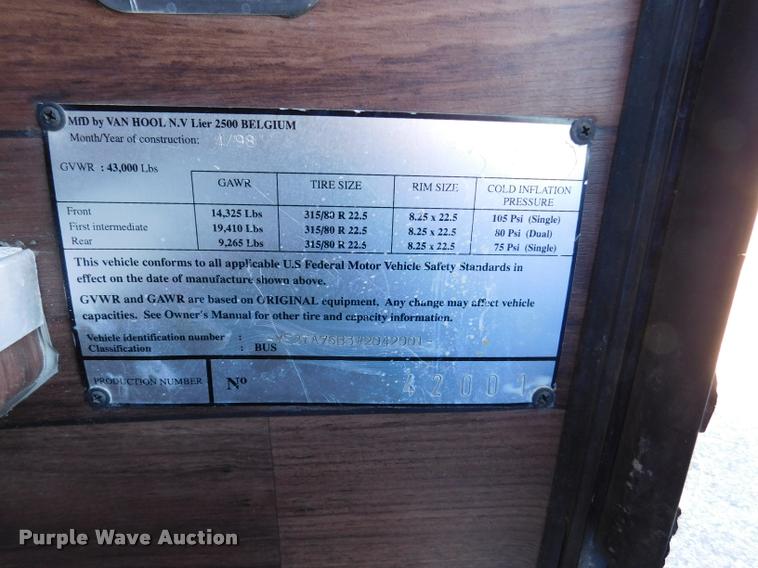 MfD by VAN HOOL N.V Lier 2500 BELGIUM
Month/Year of construction: 4/98
GVWR : 43,000 Lbs
GAWR TIRE SIZE RIM SIZE COLD INFLATION PRESSURE
Front 14,325 Lbs 315/80 R 22.5 8.25 x 22.5 105 Psi (Single)
First intermediate 19,410 Lbs 315/80 R 22.5 8.25 x 22.5 80 Psi (Dual)
Rear 9,265 Lbs 315/80 R 22.5 8.25 x 22.5 75 Psi (Single)
This vehicle conforms to all applicable U.S Federal Motor Vehicle Safety Standards in
effect on the date of manufacture shown above.
GVWR and GAWR are based on ORIGINAL equipment. Any change may affect vehicle
capacities. See Owner's Manual for other tire and capacity information.
Vehicle identification number :
Classification : BUS
PRODUCTION NUMBER Nº 42001
Purple Wave Auction